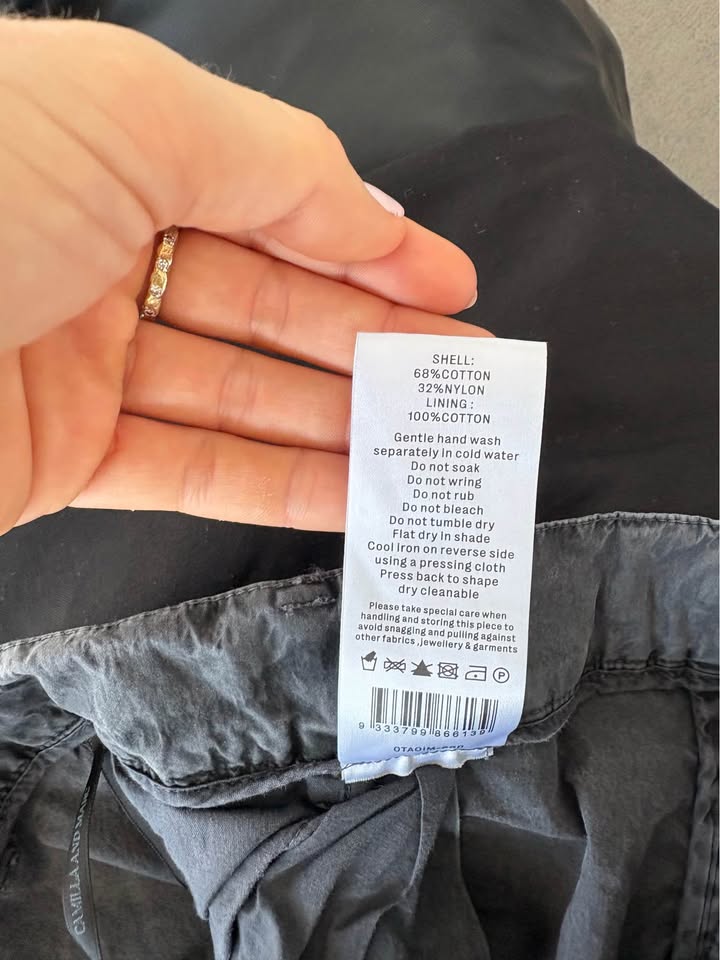 SHELL:
68%COTTON
32%NYLON
LINING :
100%COTTON
Gentle hand wash
separately in cold water
Do not soak
Do not wring
Do not rub
Do not bleach
Do not tumble dry
Flat dry in shade
Cool iron on reverse side
using a pressing cloth
Press back to shape
dry cleanable
Please take special care when
handling and storing this piece to
avoid snagging and pulling against
other fabrics ,jewellery & garments
P
9 333799 866139
CAMILLA AND MARC